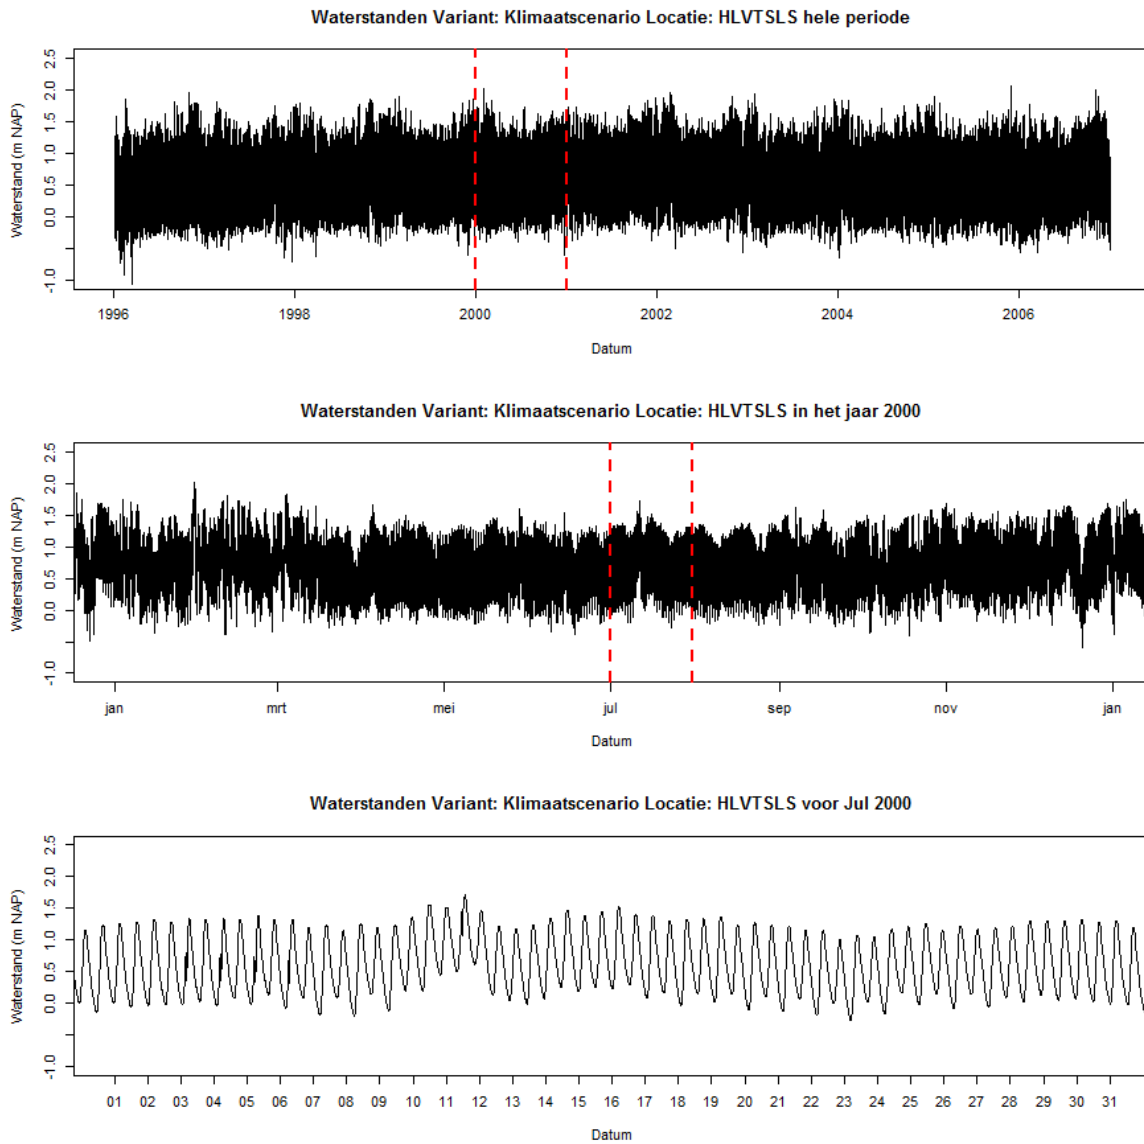 Waterstanden Variant: Klimaatscenario Locatie: HLVTSLS hele periode
Waterstand (m NAP)
2.5
2.0
1.5
1.0
0.5
0.0
-1.0
1996 1998 2000 2002 2004 2006
Datum
Waterstanden Variant: Klimaatscenario Locatie: HLVTSLS in het jaar 2000
Waterstand (m NAP)
2.5
2.0
1.5
1.0
0.5
0.0
-1.0
jan mrt mei jul sep nov jan
Datum
Waterstanden Variant: Klimaatscenario Locatie: HLVTSLS voor Jul 2000
Waterstand (m NAP)
2.5
2.0
1.5
1.0
0.5
0.0
-1.0
01 02 03 04 05 06 07 08 09 10 11 12 13 14 15 16 17 18 19 20 21 22 23 24 25 26 27 28 29 30 31
Datum